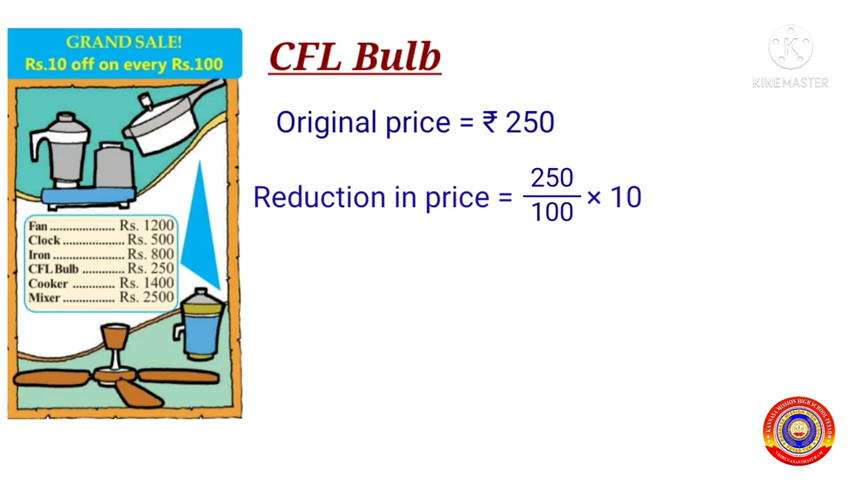 GRAND SALE!
Rs.10 off on every Rs.100
CFL Bulb
KINEMASTER
Original price = ₹ 250
Reduction in price = 250/100 × 10
Fan ................... Rs. 1200
Clock ................... Rs. 500
Iron ..................... Rs. 800
CFL Bulb ............. Rs. 250
Cooker ............. Rs. 1400
Mixer ................ Rs. 2500